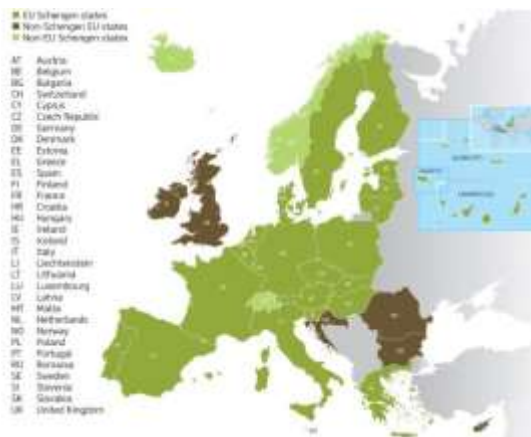 EU Schengen states
Non-Schengen EU states
Non-EU Schengen states
AT Austria
BE Belgium
BG Bulgaria
CH Switzerland
CY Cyprus
CZ Czech Republic
DE Germany
DK Denmark
EE Estonia
EL Greece
ES Spain
FI Finland
FR France
HR Croatia
HU Hungary
IE Ireland
IS Iceland
IT Italy
LI Liechtenstein
LT Lithuania
LU Luxembourg
LV Latvia
MT Malta
NL Netherlands
NO Norway
PL Poland
PT Portugal
RO Romania
SE Sweden
SI Slovenia
SK Slovakia
UK United Kingdom